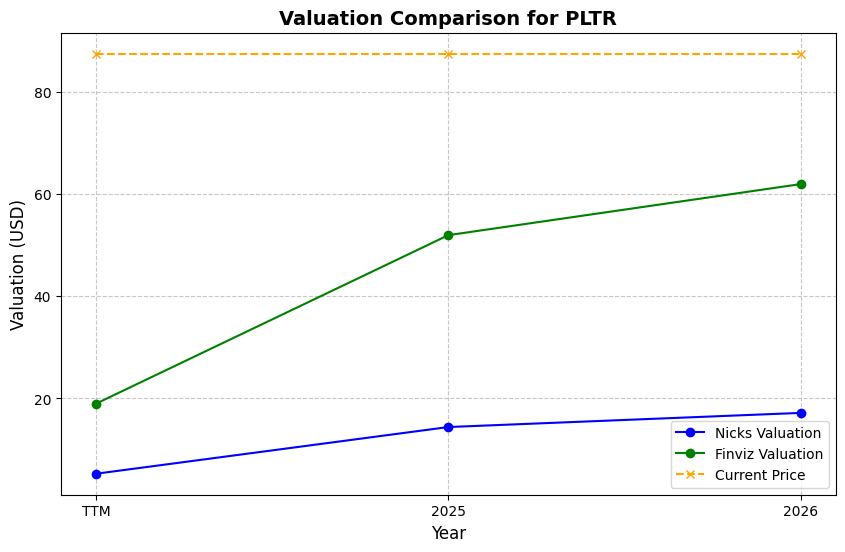 Valuation Comparison for PLTR
Valuation (USD)
80
60
40
20
TTM
2025
2026
Year
Nicks Valuation
Finviz Valuation
Current Price